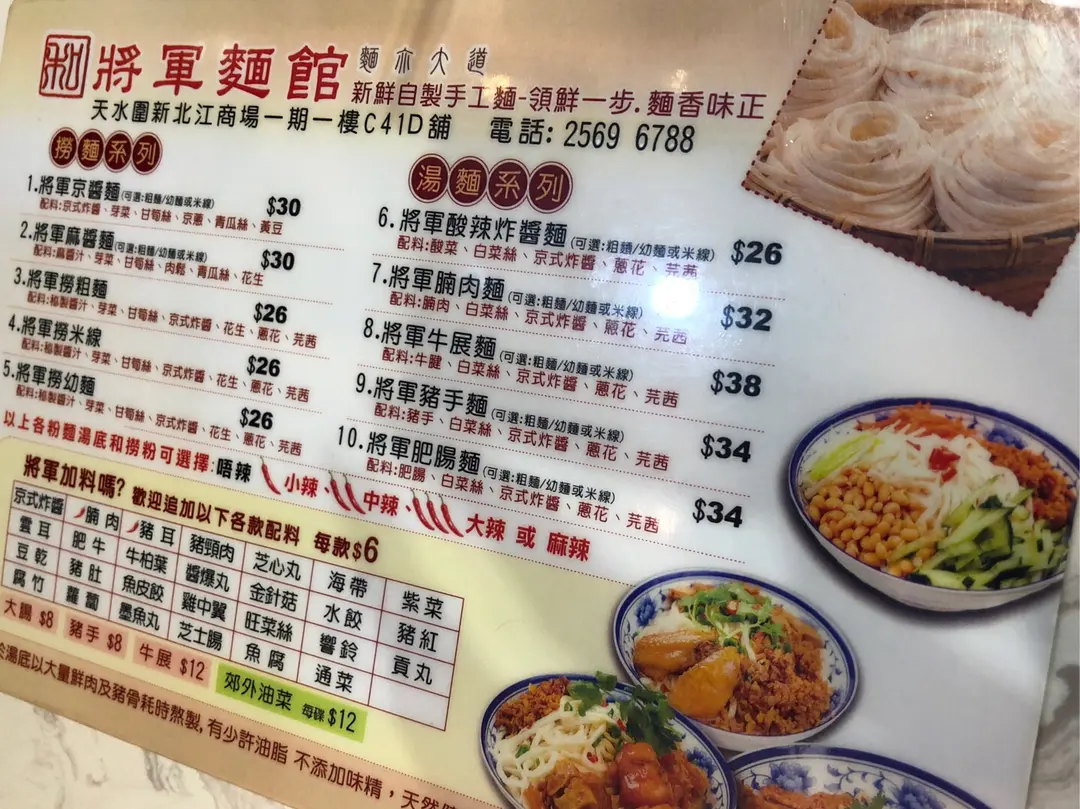 將軍麵館 麵亦大道
新鮮自製手工麵-領鮮一步.麵香味正
天水圍新北江商場一期一樓C41D舖 電話: 2569 6788
撈麵系列
1.將軍京醬麵(可選:粗麵/幼麵或米線) $30
配料:京式炸醬、芽菜、甘筍絲、京蔥、青瓜絲、黃豆
2.將軍麻醬麵(可選:粗麵/幼麵或米線) $30
配料:麻醬汁、芽菜、甘筍絲、肉鬆、青瓜絲、花生
3.將軍撈粗麵 $26
配料:秘製醬汁、芽菜、甘筍絲、京式炸醬、花生、蔥花、芫茜
4.將軍撈米線 $26
配料:秘製醬汁、芽菜、甘筍絲、京式炸醬、花生、蔥花、芫茜
5.將軍撈幼麵 $26
配料:秘製醬汁、芽菜、甘筍絲、京式炸醬、花生、蔥花、芫茜
湯麵系列
6.將軍酸辣炸醬麵(可選:粗麵/幼麵或米線) $26
配料:酸菜、白菜絲、京式炸醬、蔥花、芫茜
7.將軍腩肉麵(可選:粗麵/幼麵或米線) $32
配料:腩肉、白菜絲、京式炸醬、蔥花、芫茜
8.將軍牛展麵(可選:粗麵/幼麵或米線) $38
配料:牛腱、白菜絲、京式炸醬、蔥花、芫茜
9.將軍豬手麵(可選:粗麵/幼麵或米線) $34
配料:豬手、白菜絲、京式炸醬、蔥花、芫茜
10.將軍肥腸麵(可選:粗麵/幼麵或米線) $34
配料:肥腸、白菜絲、京式炸醬、蔥花、芫茜
以上各粉麵湯底和撈粉可選擇:唔辣 小辣 · 中辣 · 大辣 或 麻辣
將軍加料嗎? 歡迎追加以下各款配料 每款$6
京式炸醬 腩肉 豬耳 豬頸肉 芝心丸 海帶 紫菜
雲耳 肥牛 牛柏葉 醬爆丸 金針菇 水餃 豬紅
豆乾 豬肚 魚皮餃 雞中翼 旺菜絲 響鈴 貢丸
腐竹 蘿蔔 墨魚丸 芝士腸 魚腐 通菜
大腸 $8 豬手 $8 牛展 $12 郊外油菜 每碟 $12
湯底以大量鮮肉及豬骨耗時熬製,有少許油脂 不添加味精,天然